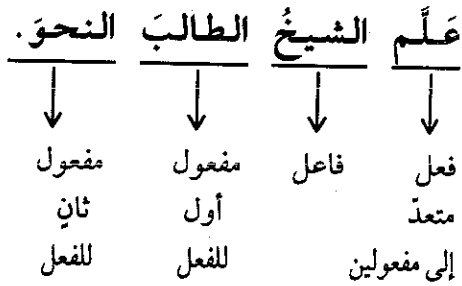 عَلَّم الشيخُ الطالبَ النحوَ.
فعل فاعل مفعول مفعول
متعدّ أول ثانٍ
إلى مفعولين للفعل للفعل